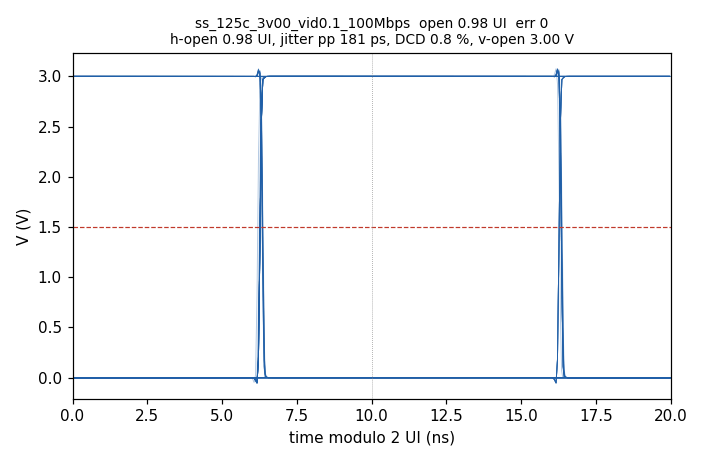 ss_125c_3v00_vid0.1_100Mbps  open 0.98 UI  err 0
h-open 0.98 UI, jitter pp 181 ps, DCD 0.8 %, v-open 3.00 V
3.0
2.5
2.0
1.5
1.0
0.5
0.0
V (V)
0.0 2.5 5.0 7.5 10.0 12.5 15.0 17.5 20.0
time modulo 2 UI (ns)